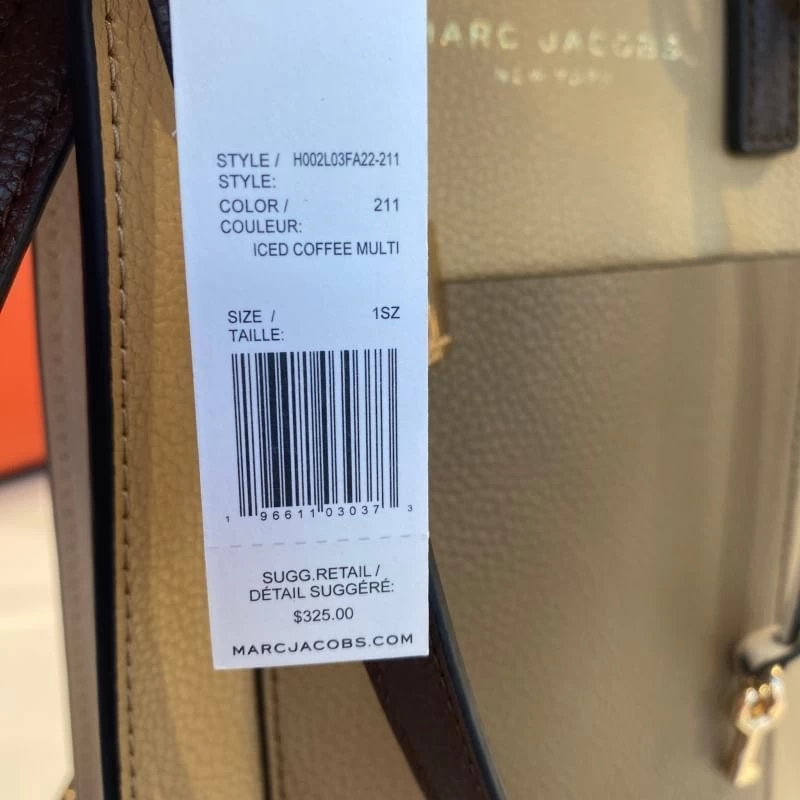 MARC JACOBS
NEW YORK
STYLE / H002L03FA22-211
STYLE:
COLOR / 211
COULEUR:
ICED COFFEE MULTI
SIZE / 1SZ
TAILLE:
1 96611 03037 3
SUGG.RETAIL /
DÉTAIL SUGGÉRÉ:
$325.00
MARCJACOBS.COM